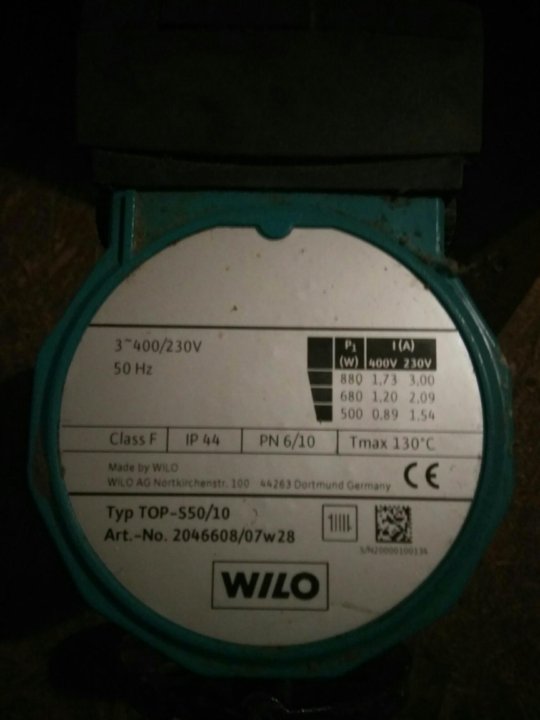 3~400/230V
50 Hz
P1 (W) I (A)
400V 230V
880 1,73 3,00
680 1,20 2,09
500 0,89 1.54
Class F IP 44 PN 6/10 Tmax 130°C
Made by WILO
WILO AG Nortkirchenstr. 100 44263 Dortmund Germany CE
Typ TOP-S50/10
Art.-No. 2046608/07w28
WILO